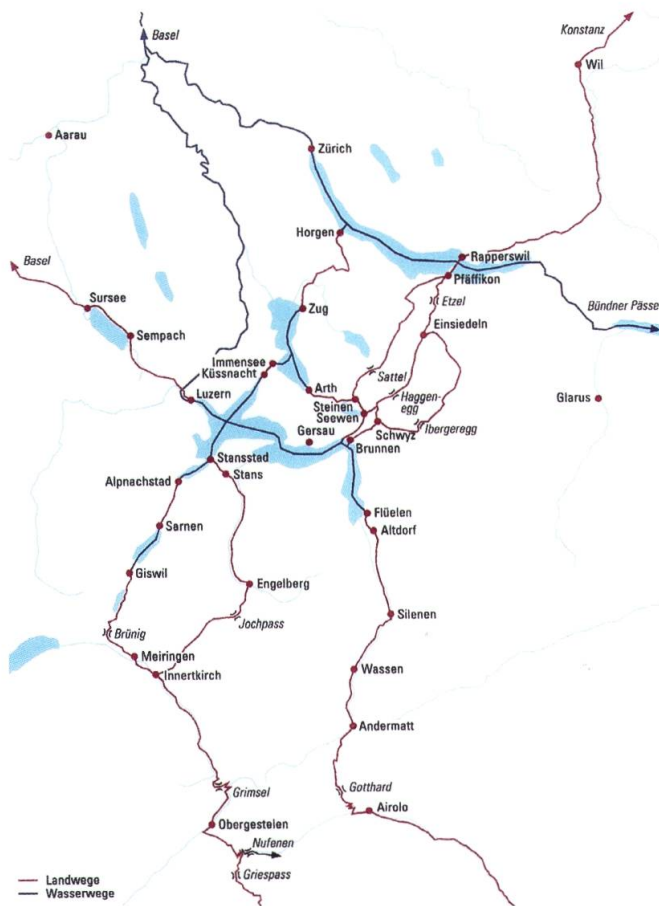 Konstanz
Basel
Wil
Aarau
Zürich
Horgen
Basel
Rapperswil
Pfäffikon
Etzel
Sursee
Zug
Bündner Pässe
Sempach
Einsiedeln
Immensee
Küssnacht
Sattel
Arth
Haggen-
egg
Luzern
Steinen
Glarus
Seewen
Ibergeregg
Gersau
Schwyz
Brunnen
Stansstad
Stans
Alpnachstad
Flüelen
Sarnen
Altdorf
Giswil
Engelberg
Silenen
Jochpass
Brünig
Meiringen
Wassen
Innertkirch
Andermatt
Grimsel
Gotthard
Airolo
Obergesteien
Nufenen
Griespass
Landwege
Wasserwege